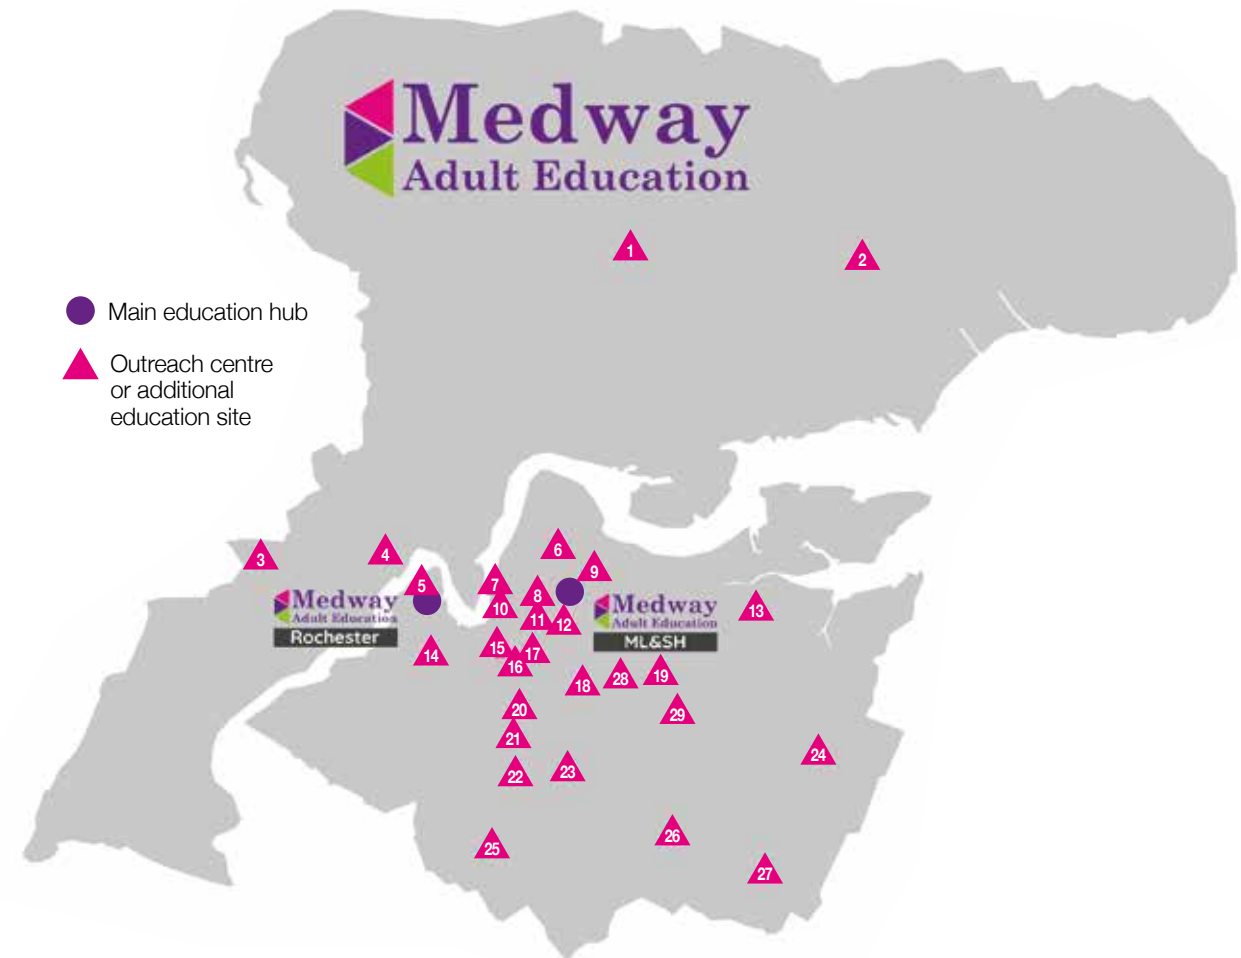 Medway
Adult Education
1
2
Main education hub
Outreach centre
or additional
education site
3
4
5
6
7
8
9
10
11
12
13
Medway
Adult Education
Rochester
Medway
Adult Education
ML&SH
14
15
16
17
18
28
19
20
29
21
22
23
24
25
26
27